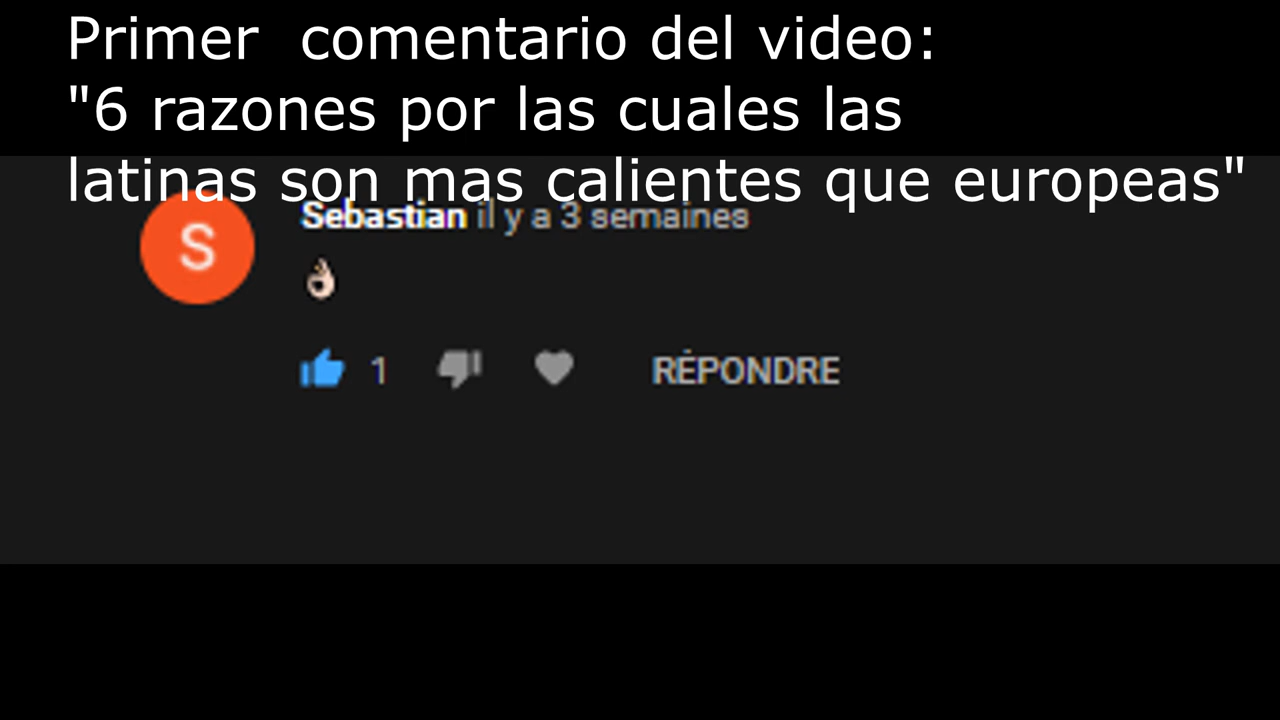 Primer  comentario del video:
"6 razones por las cuales las
latinas son mas calientes que europeas"
S
Sebastian il y a 3 semaines
👌🏻
1
RÉPONDRE